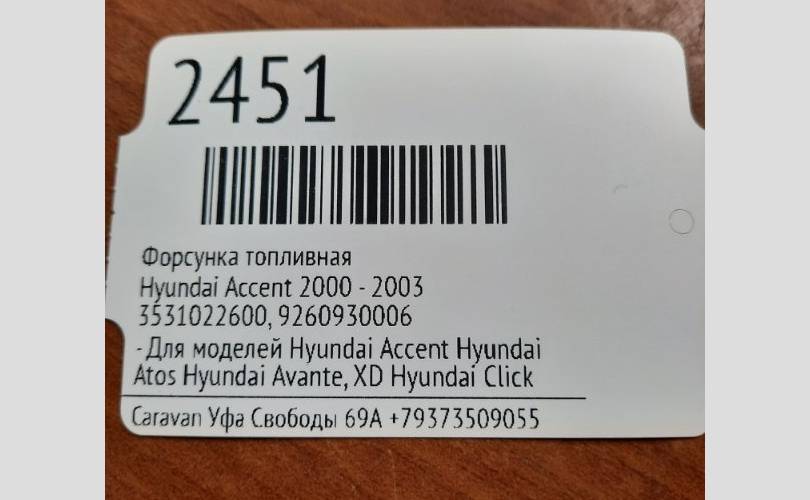 2451
Форсунка топливная
Hyundai Accent 2000 - 2003
3531022600, 9260930006
- Для моделей Hyundai Accent Hyundai
Atos Hyundai Avante, XD Hyundai Click
Caravan Уфа Свободы 69А +79373509055